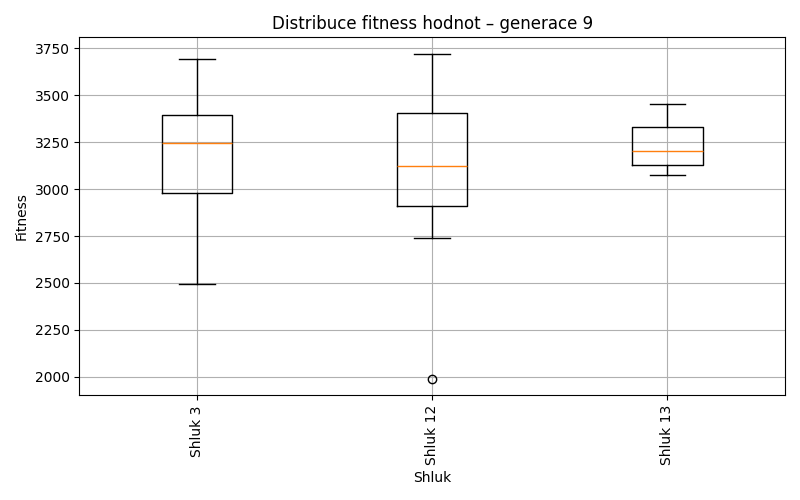 Distribuce fitness hodnot – generace 9
3750
3500
3250
3000
2750
2500
2250
2000
Fitness
Shluk 3
Shluk 12
Shluk 13
Shluk